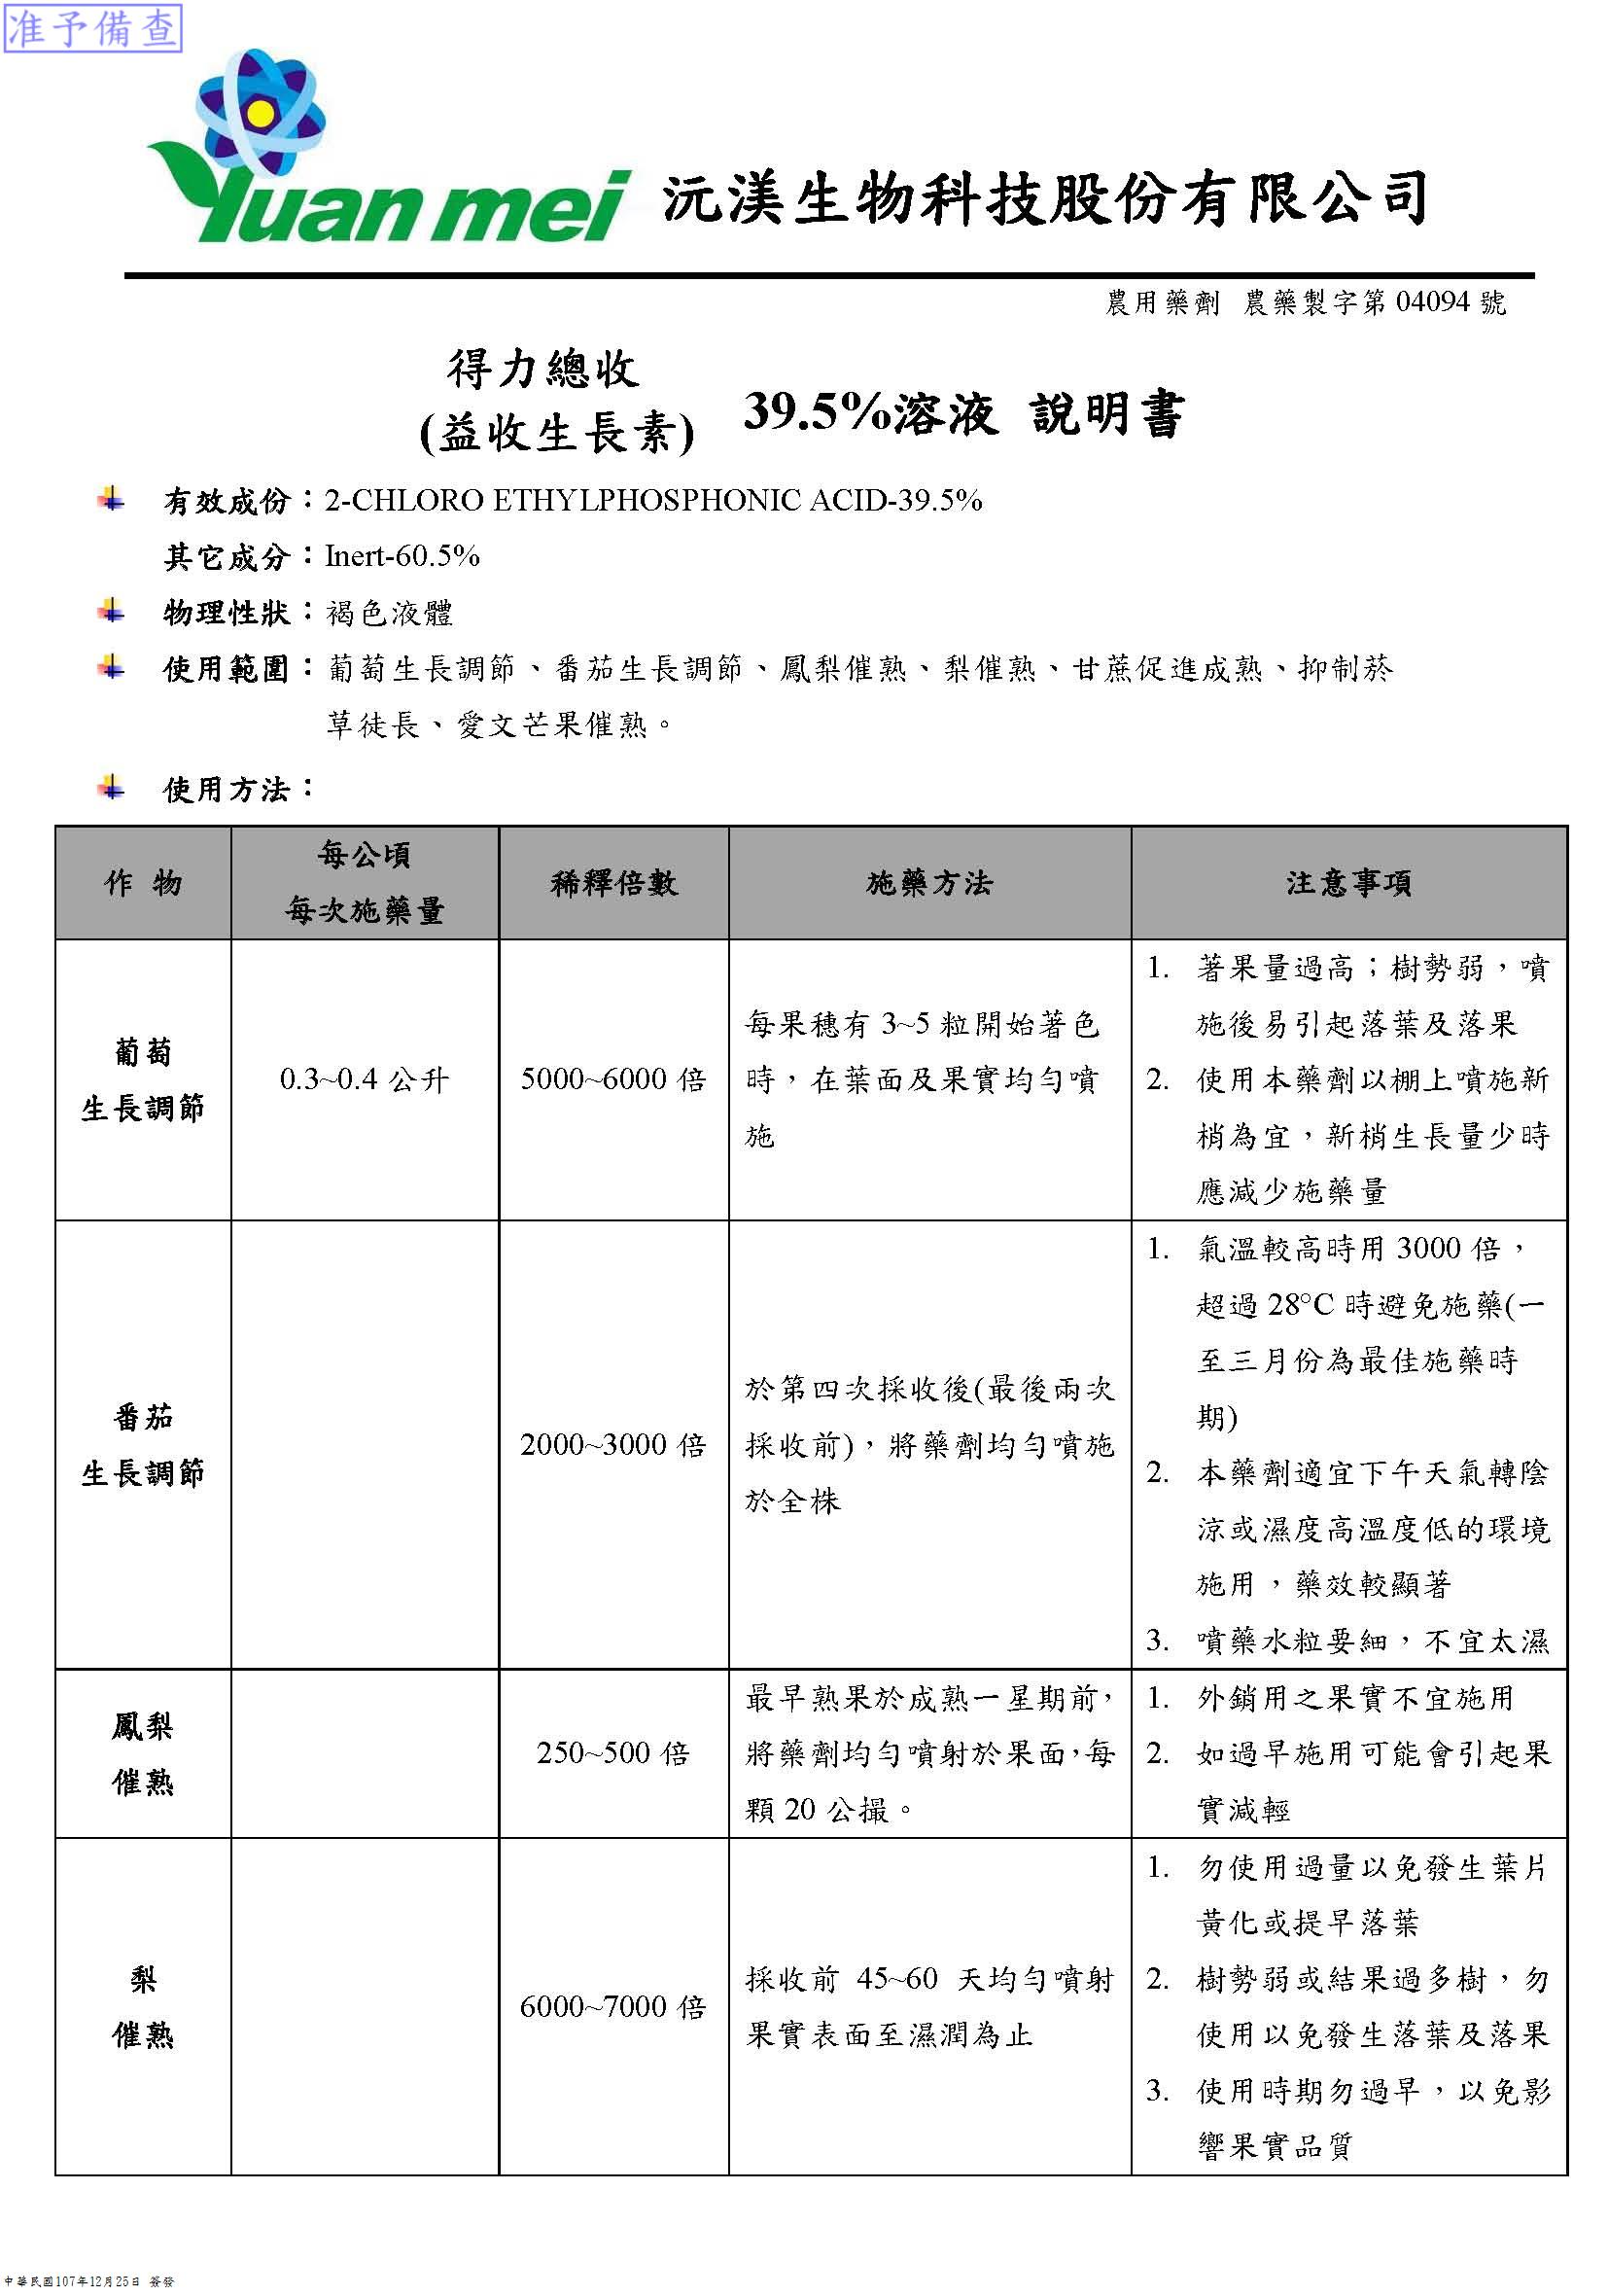 准予備查
Yuan mei 沅渼生物科技股份有限公司
農用藥劑 農藥製字第 04094 號
得力總收
(益收生長素)
39.5%溶液 說明書
有效成份：2-CHLORO ETHYLPHOSPHONIC ACID-39.5%
其它成分：Inert-60.5%
物理性狀：褐色液體
使用範圍：葡萄生長調節、番茄生長調節、鳳梨催熟、梨催熟、甘蔗促進成熟、抑制菸
草徒長、愛文芒果催熟。
使用方法：
作 物
每公頃
每次施藥量
稀釋倍數
施藥方法
注意事項
葡萄
生長調節
0.3~0.4 公升
5000~6000 倍
每果穗有 3~5 粒開始著色
時，在葉面及果實均勻噴
施
1. 著果量過高；樹勢弱，噴
施後易引起落葉及落果
2. 使用本藥劑以棚上噴施新
梢為宜，新梢生長量少時
應減少施藥量
番茄
生長調節
2000~3000 倍
於第四次採收後(最後兩次
採收前)，將藥劑均勻噴施
於全株
1. 氣溫較高時用 3000 倍，
超過 28°C 時避免施藥(一
至三月份為最佳施藥時
期)
2. 本藥劑適宜下午天氣轉陰
涼或濕度高溫度低的環境
施用，藥效較顯著
3. 噴藥水粒要細，不宜太濕
鳳梨
催熟
250~500 倍
最早熟果於成熟一星期前，
將藥劑均勻噴射於果面，每
顆 20 公撮。
1. 外銷用之果實不宜施用
2. 如過早施用可能會引起果
實減輕
梨
催熟
6000~7000 倍
採收前 45~60 天均勻噴射
果實表面至濕潤為止
1. 勿使用過量以免發生葉片
黃化或提早落葉
2. 樹勢弱或結果過多樹，勿
使用以免發生落葉及落果
3. 使用時期勿過早，以免影
響果實品質
中華民國107年12月25日 簽發